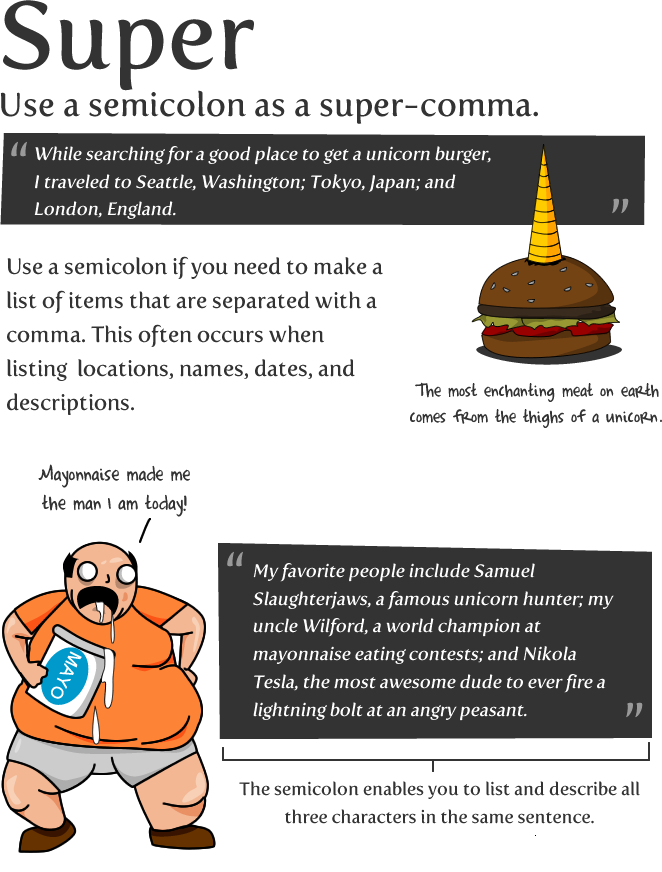 Super
Use a semicolon as a super-comma.
“ While searching for a good place to get a unicorn burger,
I traveled to Seattle, Washington; Tokyo, Japan; and
London, England. ”
Use a semicolon if you need to make a
list of items that are separated with a
comma. This often occurs when
listing locations, names, dates, and
descriptions.
The most enchanting meat on earth
comes from the thighs of a unicorn.
Mayonnaise made me
the man I am today!
MAYO
“ My favorite people include Samuel
Slaughterjaws, a famous unicorn hunter; my
uncle Wilford, a world champion at
mayonnaise eating contests; and Nikola
Tesla, the most awesome dude to ever fire a
lightning bolt at an angry peasant. ”
The semicolon enables you to list and describe all
three characters in the same sentence.